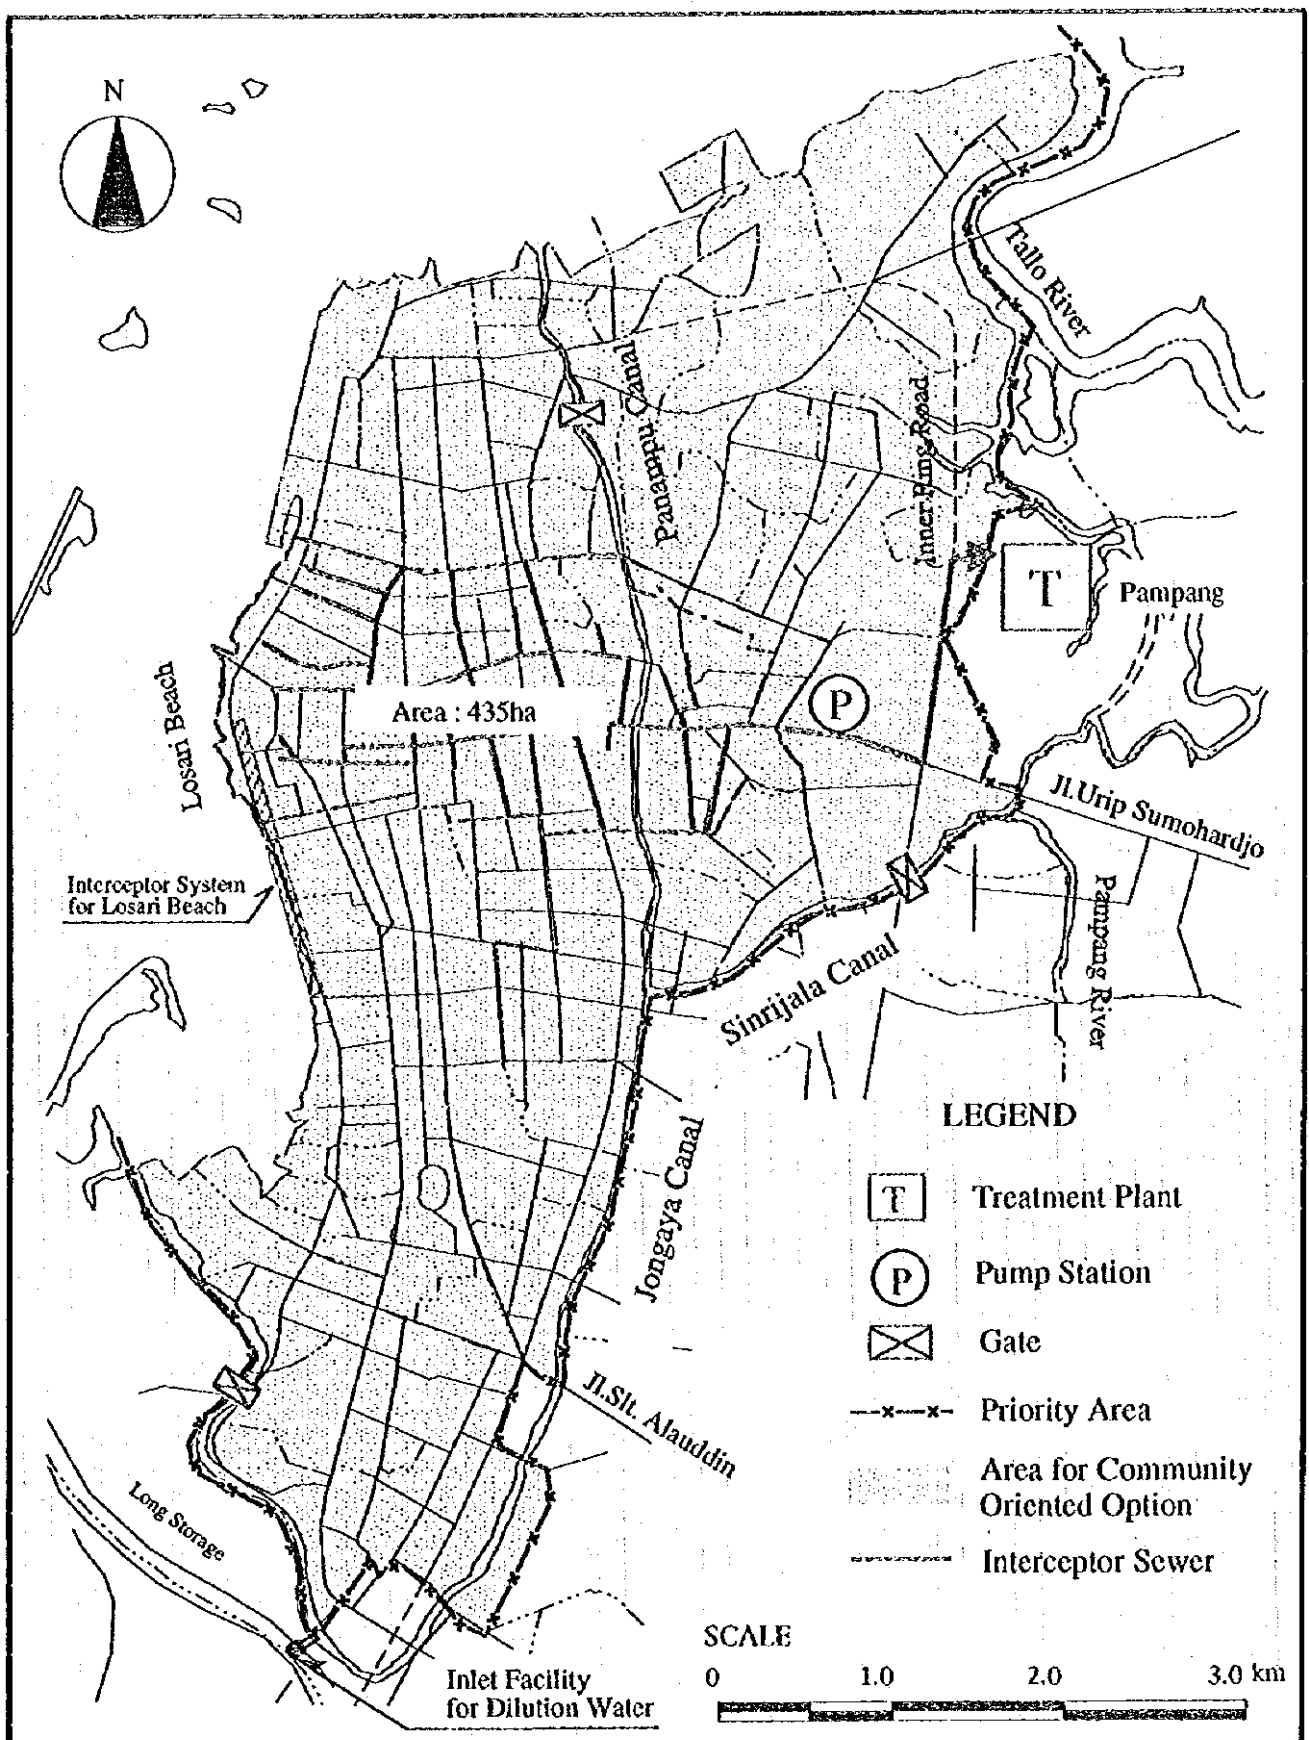 N
Tallo River
Panampu Canal
Inner Ring Road
T
Pampang
P
Area : 435ha
Losari Beach
Jl.Urip Sumohardjo
Interceptor System
for Losari Beach
Pampang River
Sinrijala Canal
Jongaya Canal
LEGEND
T Treatment Plant
P Pump Station
Gate
Priority Area
Area for Community
Oriented Option
Interceptor Sewer
Jl.Slt. Alauddin
Long Storage
Inlet Facility
for Dilution Water
SCALE
0 1.0 2.0 3.0 km